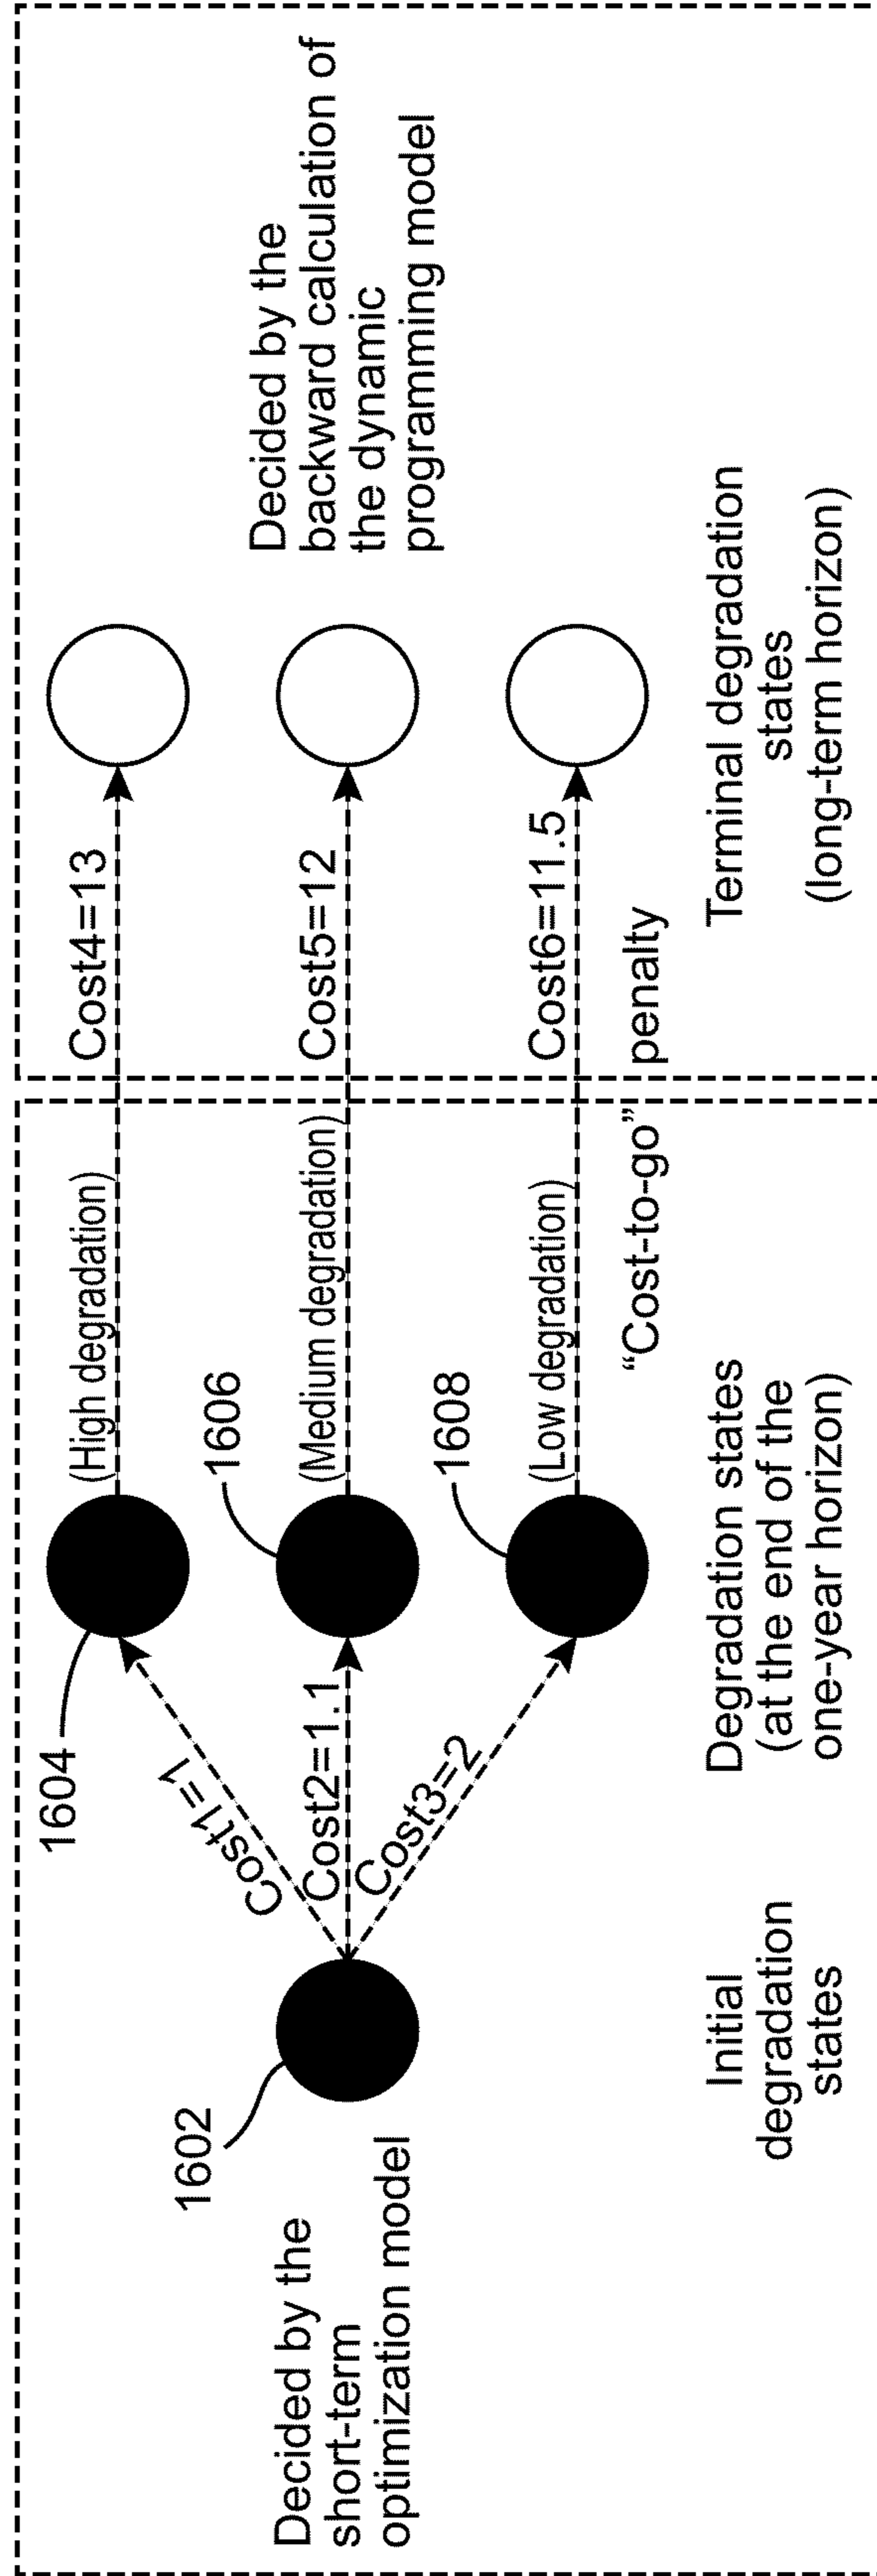 Decided by the
short-term
optimization model
1602
Initial
degradation
states
Cost1=1
Cost2=1.1
Cost3=2
1604
1606
1608
(High degradation)
(Medium degradation)
(Low degradation)
Degradation states
(at the end of the
one-year horizon)
“Cost-to-go”
penalty
Cost4=13
Cost5=12
Cost6=11.5
Decided by the
backward calculation of
the dynamic
programming model
Terminal degradation
states
(long-term horizon)